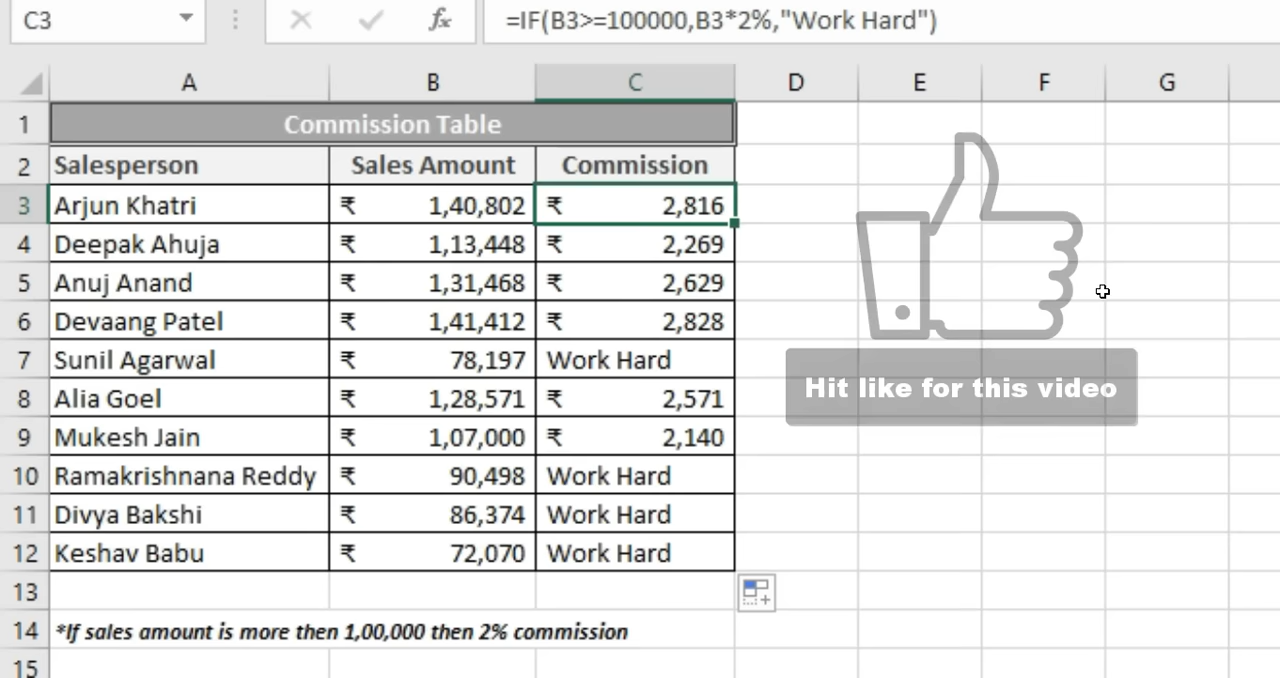 C3 fx =IF(B3>=100000,B3*2%,"Work Hard")
A B C D E F G
1 Commission Table
2 Salesperson Sales Amount Commission
3 Arjun Khatri ₹ 1,40,802 ₹ 2,816
4 Deepak Ahuja ₹ 1,13,448 ₹ 2,269
5 Anuj Anand ₹ 1,31,468 ₹ 2,629
6 Devaang Patel ₹ 1,41,412 ₹ 2,828
7 Sunil Agarwal ₹ 78,197 Work Hard
8 Alia Goel ₹ 1,28,571 ₹ 2,571
9 Mukesh Jain ₹ 1,07,000 ₹ 2,140
10 Ramakrishnana Reddy ₹ 90,498 Work Hard
11 Divya Bakshi ₹ 86,374 Work Hard
12 Keshav Babu ₹ 72,070 Work Hard
13
14 *If sales amount is more then 1,00,000 then 2% commission
15
Hit like for this video